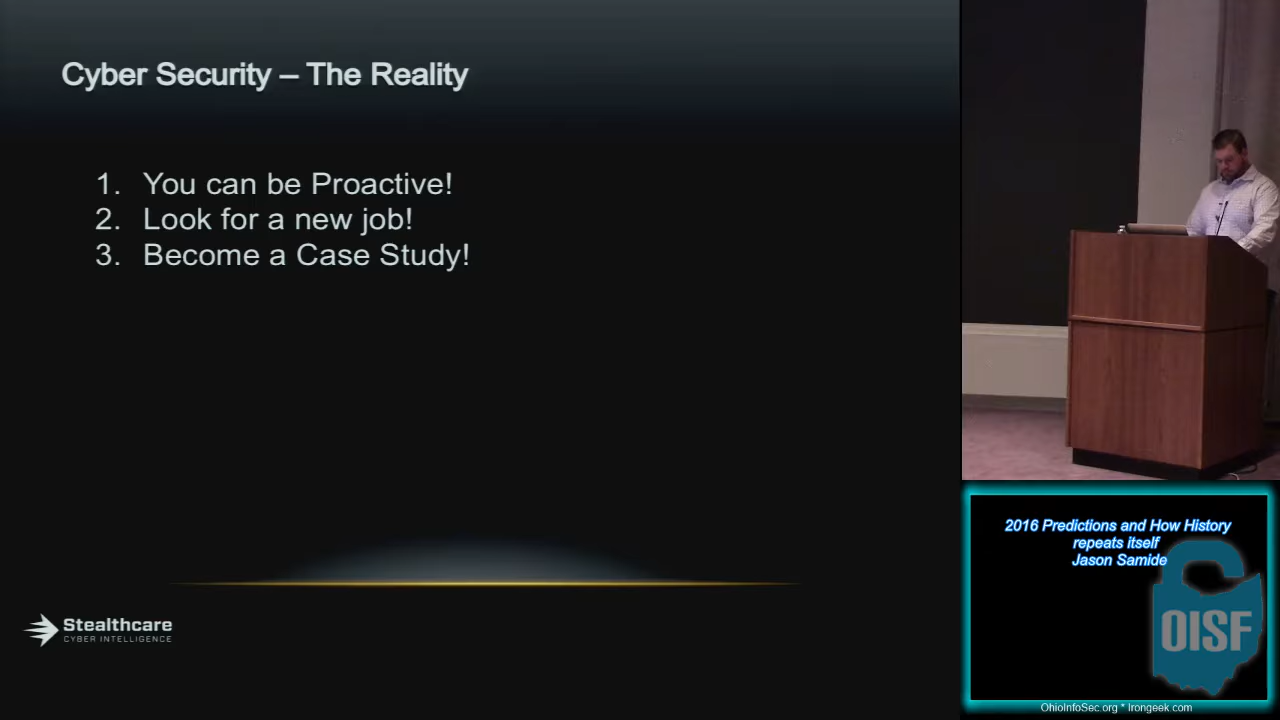 Cyber Security – The Reality
1. You can be Proactive!
2. Look for a new job!
3. Become a Case Study!
Stealthcare
CYBER INTELLIGENCE
2016 Predictions and How History
repeats itself
Jason Samide
OISF
OhioInfoSec.org * Irongeek.com